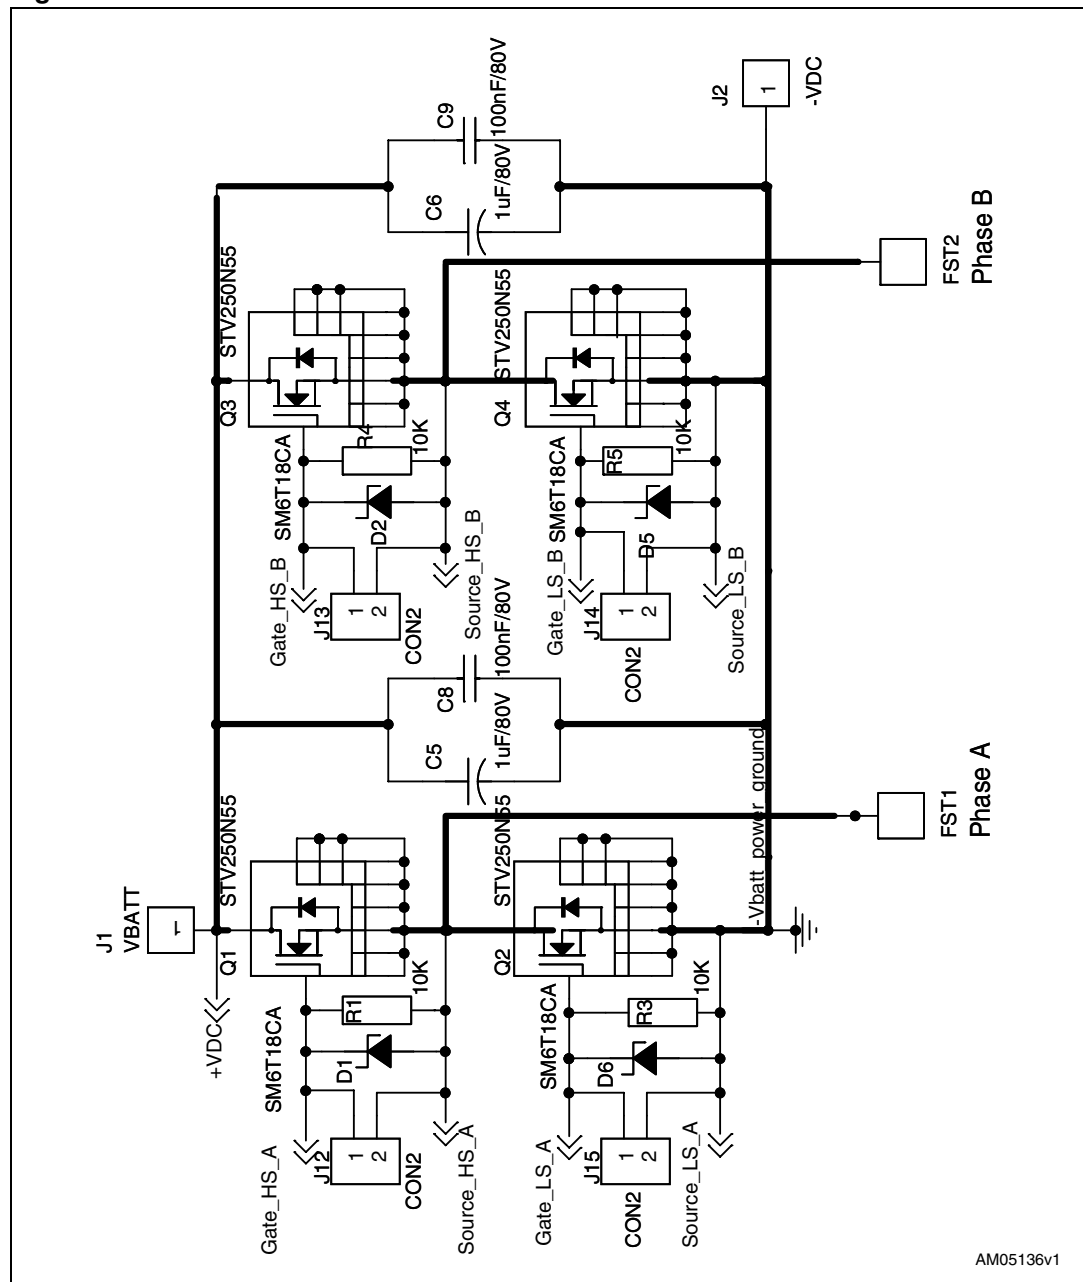 C9
100nF/80V
C6
1uF/80V
J2
1
-VDC
STV250N55
Q3
R4
10K
SM6T18CA
D2
Gate_HS_B
Source_HS_B
J13
1
2
CON2
STV250N55
Q4
R5
10K
SM6T18CA
D5
Gate_LS_B
Source_LS_B
J14
1
2
CON2
FST2
Phase B
C8
100nF/80V
C5
1uF/80V
-Vbatt power ground
FST1
Phase A
J1
VBATT
1
+VDC
STV250N55
Q1
R1
10K
SM6T18CA
D1
Gate_HS_A
Source_HS_A
J12
1
2
CON2
STV250N55
Q2
R3
10K
SM6T18CA
D6
Gate_LS_A
Source_LS_A
J15
1
2
CON2
AM05136v1